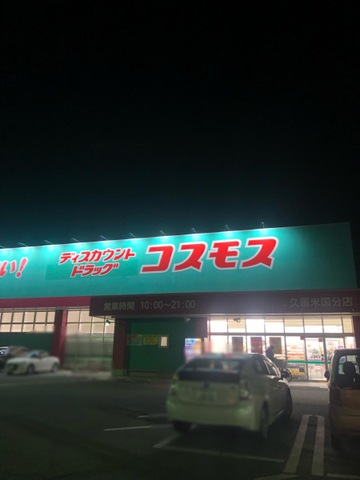 い!
ディスカウント
ドラッグ
コスモス
営業時間 10:00～21:00
久留米国分店